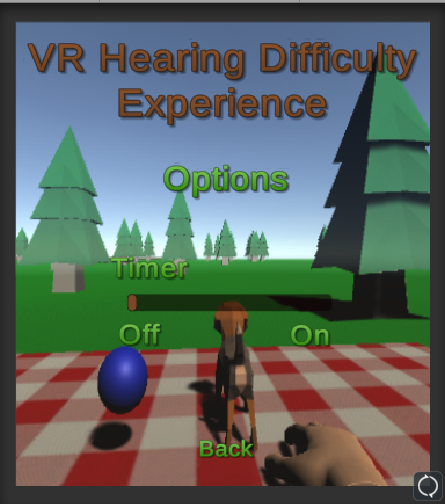 VR Hearing Difficulty
Experience
Options
Timer
Off On
Back